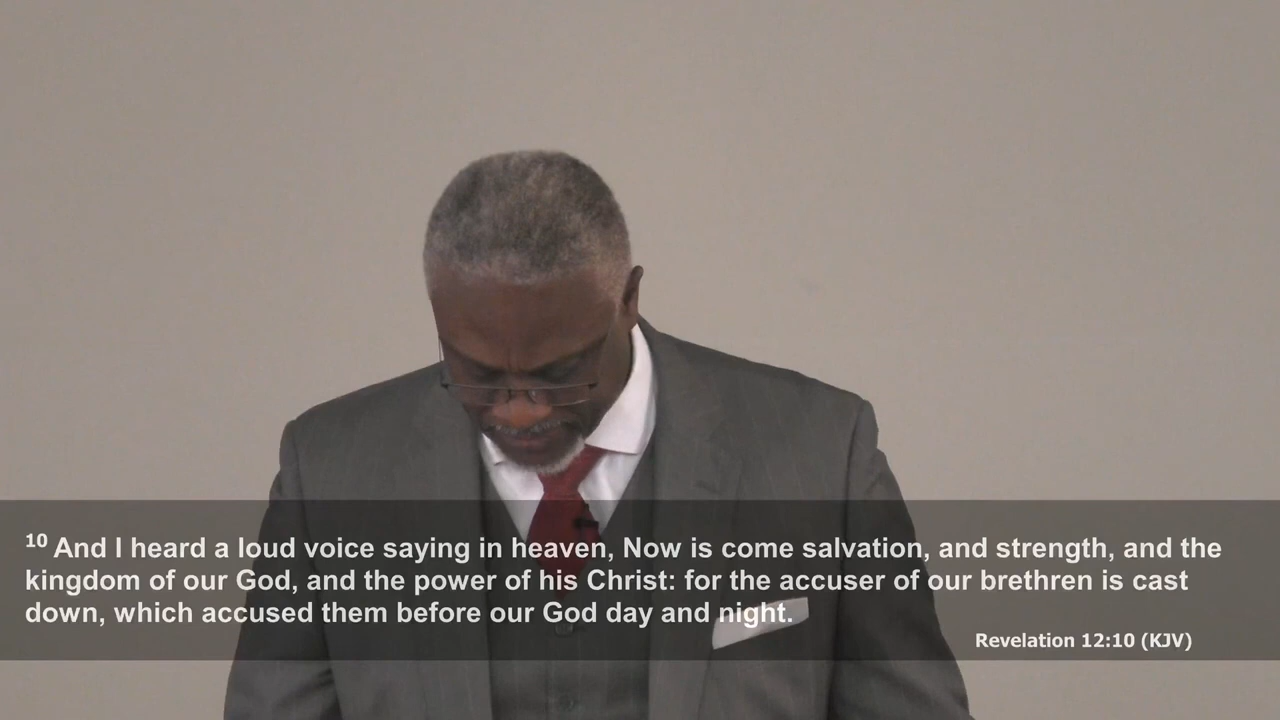 10 And I heard a loud voice saying in heaven, Now is come salvation, and strength, and the
kingdom of our God, and the power of his Christ: for the accuser of our brethren is cast
down, which accused them before our God day and night.
Revelation 12:10 (KJV)